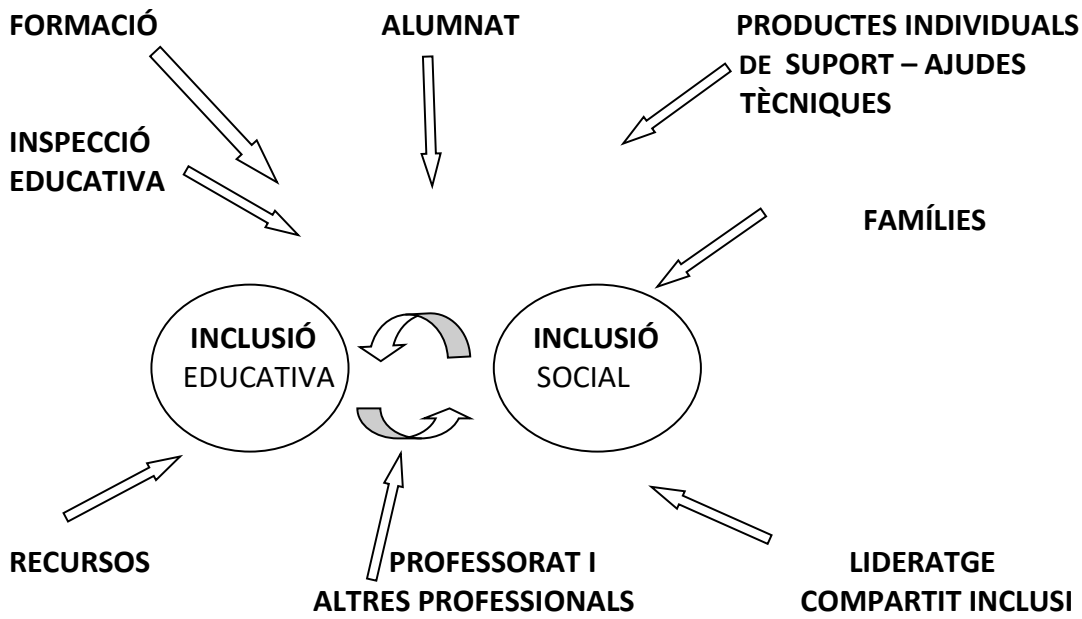 FORMACIÓ
ALUMNAT
PRODUCTES INDIVIDUALS
DE SUPORT – AJUDES
TÈCNIQUES
INSPECCIÓ
EDUCATIVA
FAMÍLIES
INCLUSIÓ
EDUCATIVA
INCLUSIÓ
SOCIAL
RECURSOS
PROFESSORAT I
ALTRES PROFESSIONALS
LIDERATGE
COMPARTIT INCLUSI